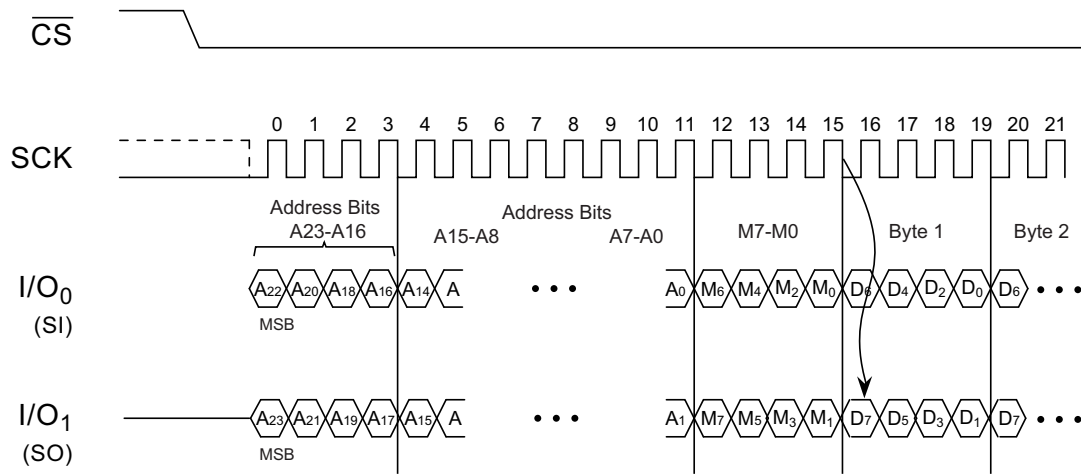 CS
0 1 2 3 4 5 6 7 8 9 10 11 12 13 14 15 16 17 18 19 20 21
SCK
Address Bits
A23-A16
Address Bits
A15-A8 A7-A0
M7-M0
Byte 1
Byte 2
I/O0
(SI)
A22 A20 A18 A16 A14 A • • • A0 M6 M4 M2 M0 D6 D4 D2 D0 D6 • • •
MSB
I/O1
(SO)
A23 A21 A19 A17 A15 A • • • A1 M7 M5 M3 M1 D7 D5 D3 D1 D7 • • •
MSB